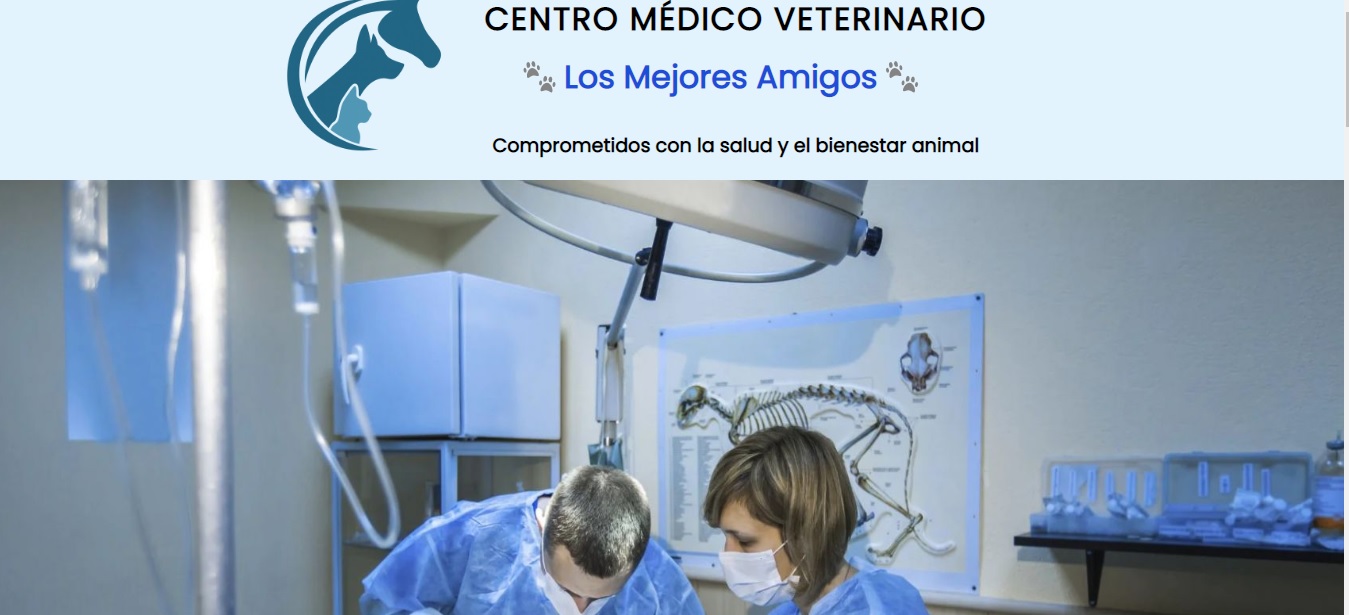 CENTRO MÉDICO VETERINARIO
Los Mejores Amigos
Comprometidos con la salud y el bienestar animal